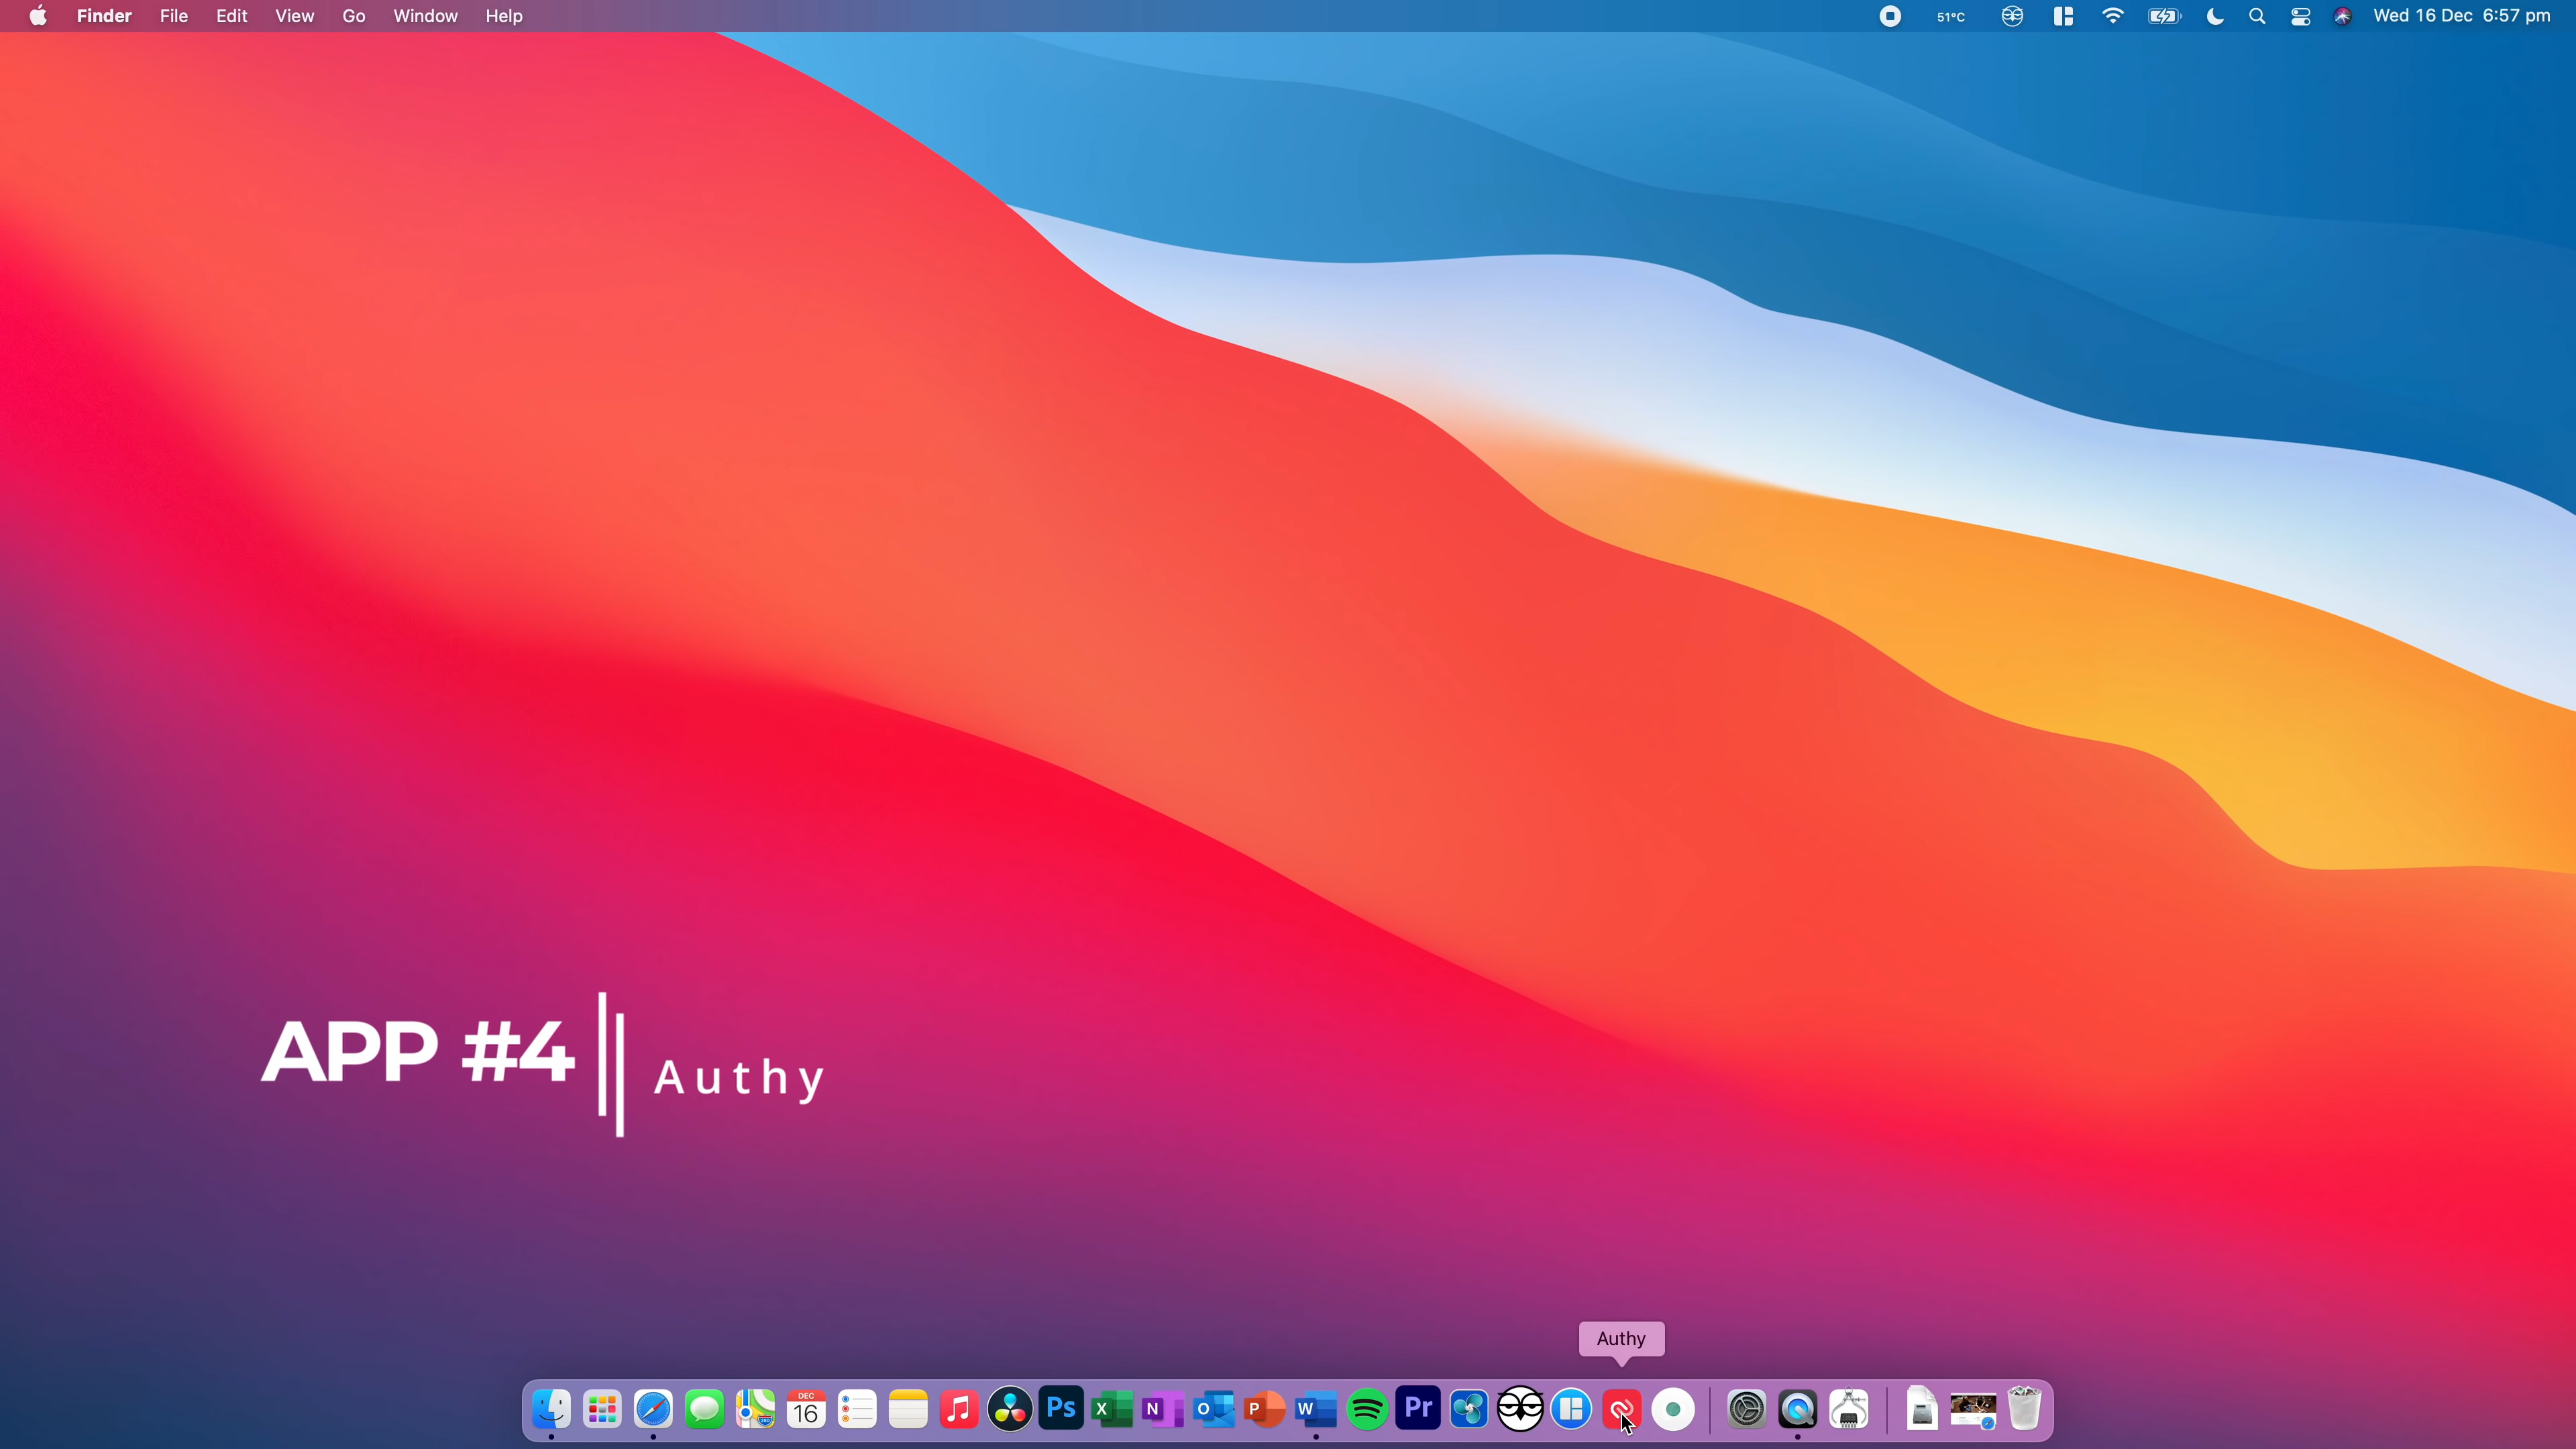 Finder File Edit View Go Window Help 51°C Wed 16 Dec 6:57 pm
APP #4 Authy
Authy
DEC
16
Ps X N O P W Pr